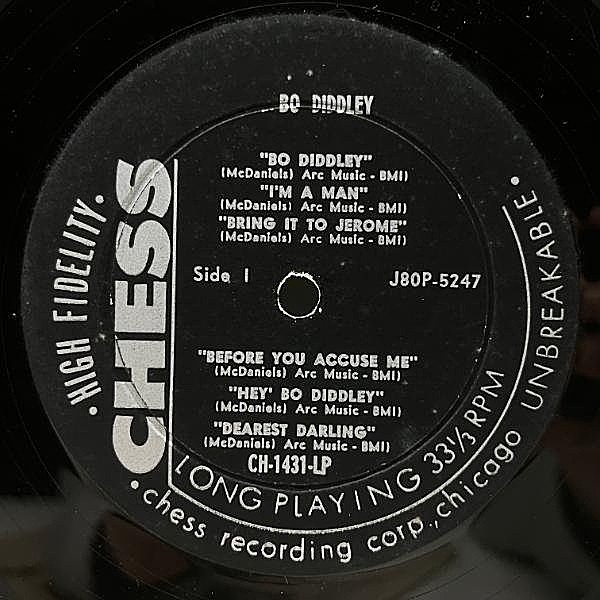 BO DIDDLEY
"BO DIDDLEY"
(McDaniels) Arc Music - BMI)
"I'M A MAN"
(McDaniels) Arc Music - BMI)
"BRING IT TO JEROME"
(McDaniels) Arc Music - BMI)
Side 1
J80P-5247
"BEFORE YOU ACCUSE ME"
(McDaniels) Arc Music - BMI)
"HEY' BO DIDDLEY"
(McDaniels) Arc Music - BMI)
"DEAREST DARLING"
(McDaniels) Arc Music - BMI)
CH-1431-LP
• HIGH FIDELITY •
CHESS
LONG PLAYING 33 1/3 RPM
• chess recording corp., chicago UNBREAKABLE •